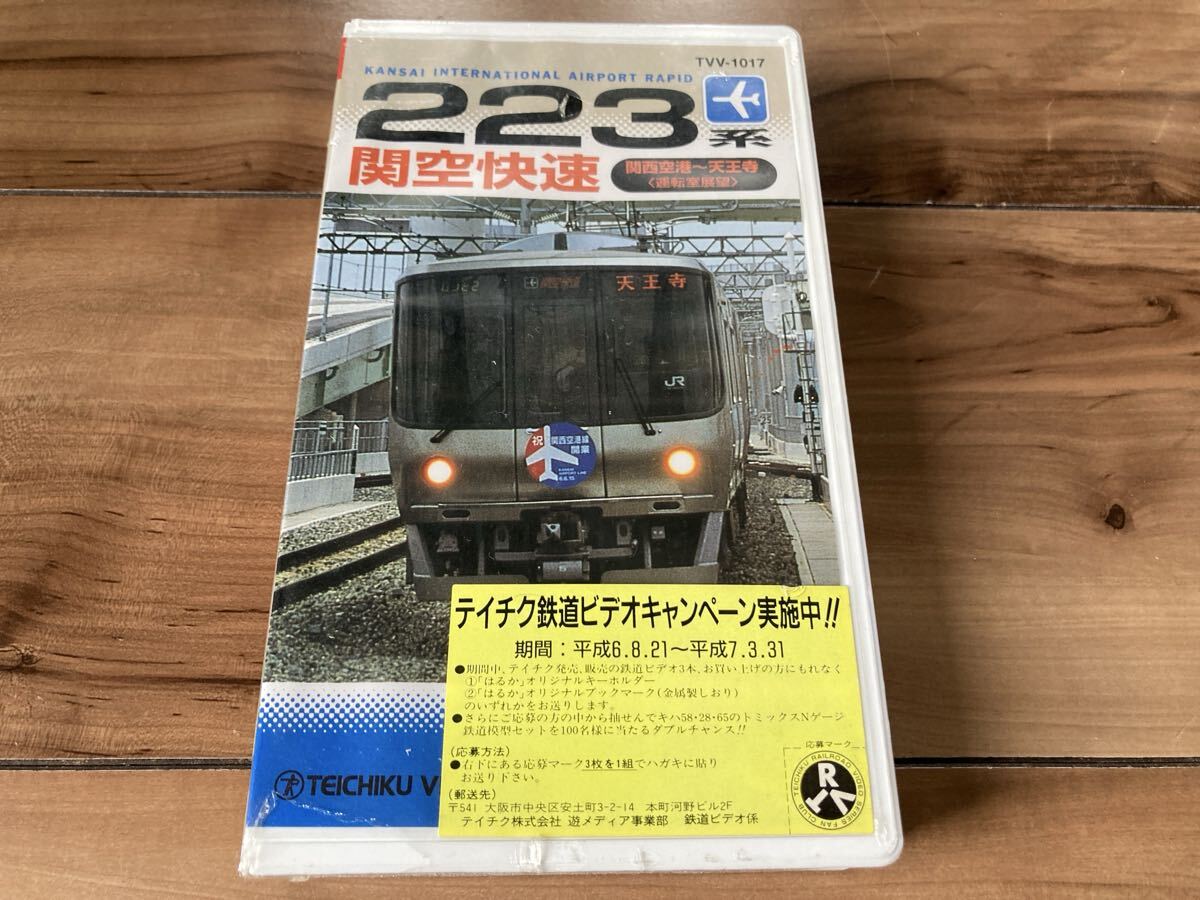 TVV-1017
KANSAI INTERNATIONAL AIRPORT RAPID
223系
関空快速
関西空港〜天王寺
〈運転室展望〉
天王寺
JR
祝
関西空港線
開業
KANSAI
AIRPORT LINE
テイチク鉄道ビデオキャンペーン実施中!!
期間:平成6.8.21〜平成7.3.31
●期間中、テイチク発売、販売の鉄道ビデオ3本、お買い上げの方にもれなく
①「はるか」オリジナルキーホルダー
②「はるか」オリジナルブックマーク(金属製しおり)
のいずれかをお送りします。
●さらにご応募の方の中から抽せんでキハ58・28・65のトミックスNゲージ
鉄道模型セットを100名様に当たるダブルチャンス!!
(応募方法)
●右下にある応募マーク3枚を1組でハガキに貼り
お送り下さい。
(郵送先)
〒541 大阪市中央区安土町3-2-14 本町河野ビル2F
テイチク株式会社 遊メディア事業部 鉄道ビデオ係
応募マーク
TEICHIKU RAILROAD VIDEO SERIES FAN CLUB
TEICHIKU V